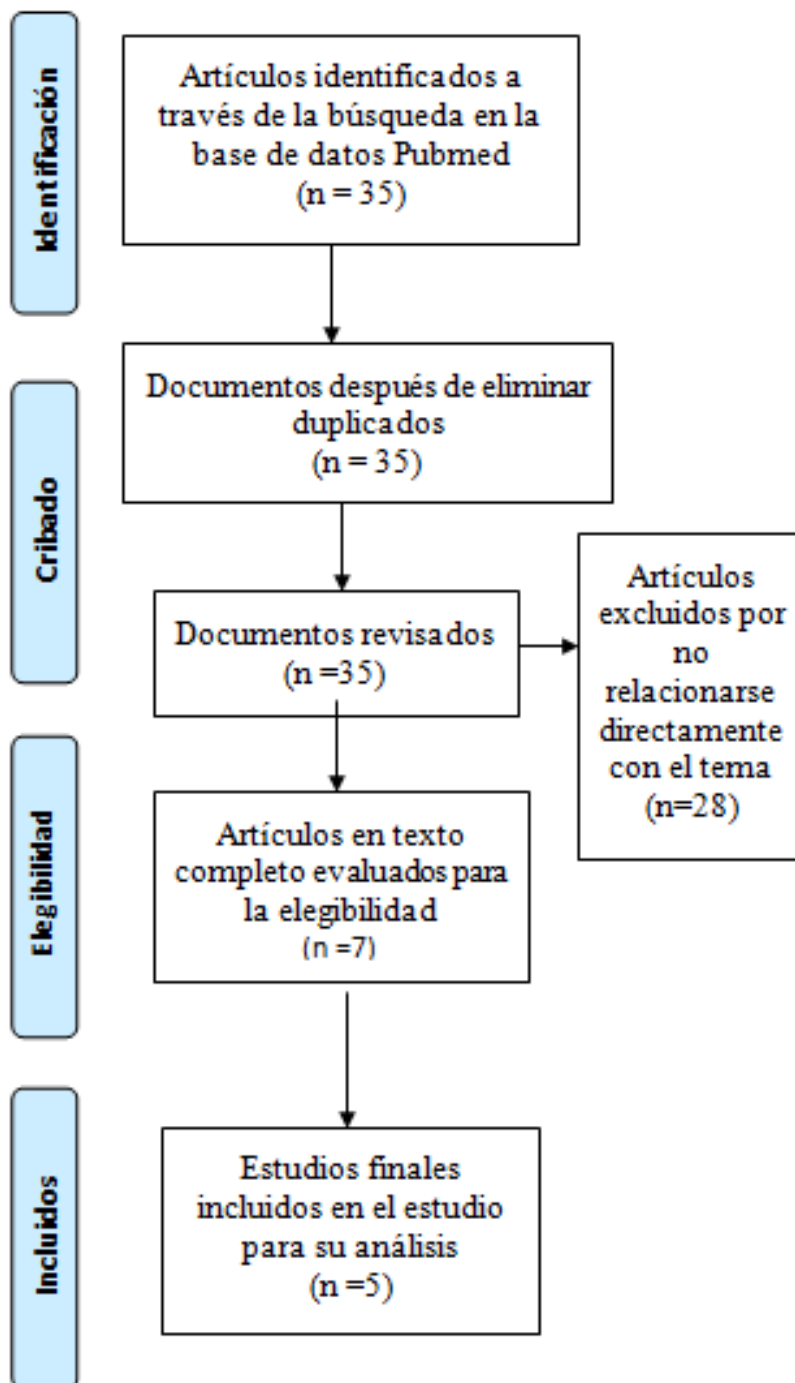 Identificación
Artículos identificados a
través de la búsqueda en la
base de datos Pubmed
(n = 35)
Cribado
Documentos después de eliminar
duplicados
(n = 35)
Documentos revisados
(n =35)
Artículos
excluidos por
no
relacionarse
directamente
con el tema
(n=28)
Elegibilidad
Artículos en texto
completo evaluados para
la elegibilidad
(n =7)
Incluidos
Estudios finales
incluidos en el estudio
para su análisis
(n =5)